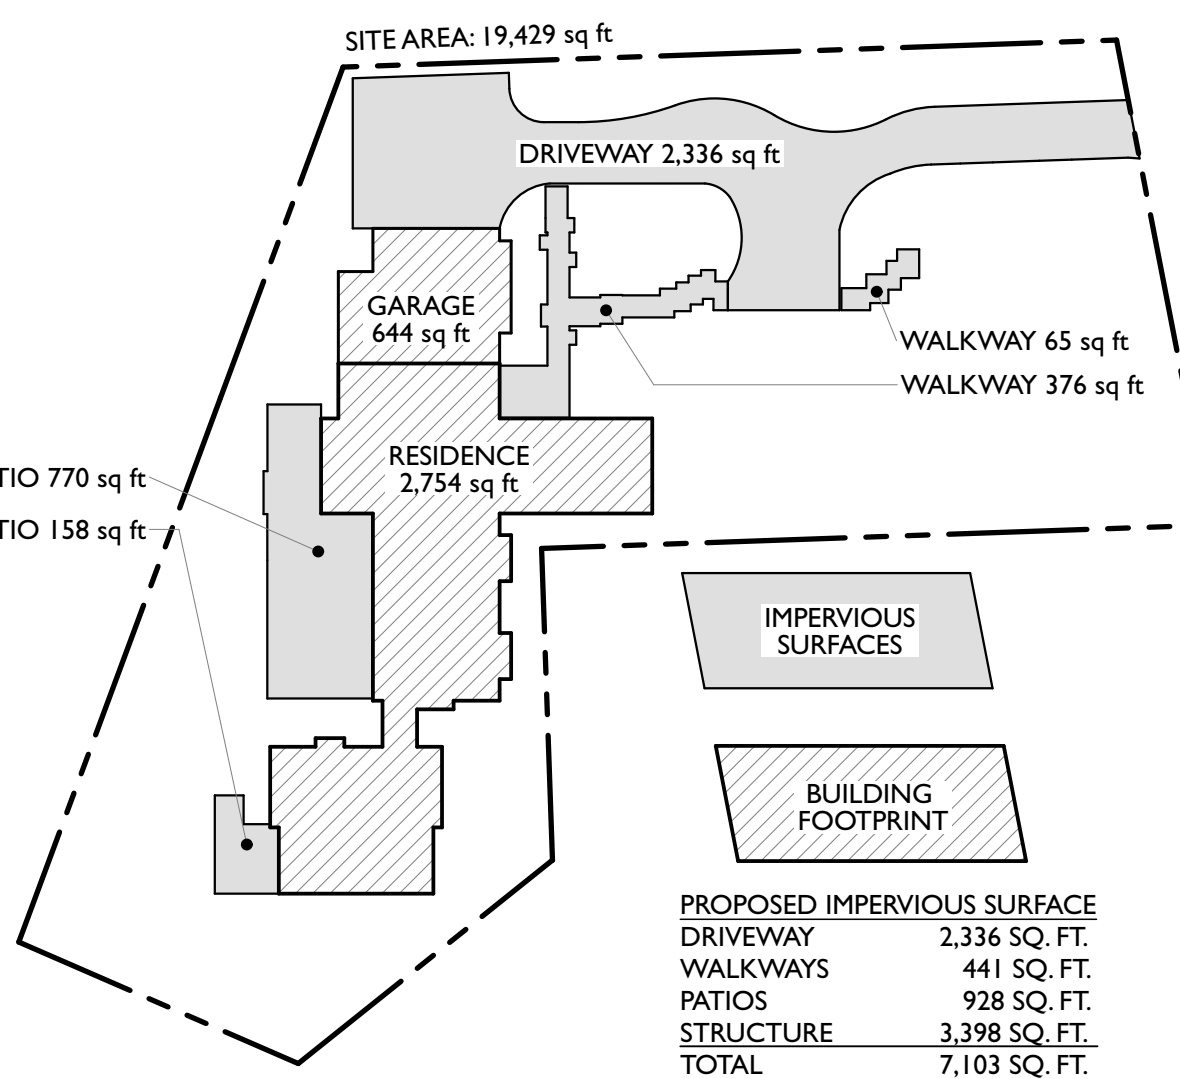 SITE AREA: 19,429 sq ft
DRIVEWAY 2,336 sq ft
GARAGE
644 sq ft
WALKWAY 65 sq ft
WALKWAY 376 sq ft
RESIDENCE
2,754 sq ft
TIO 770 sq ft
TIO 158 sq ft
IMPERVIOUS
SURFACES
BUILDING
FOOTPRINT
PROPOSED IMPERVIOUS SURFACE
DRIVEWAY 2,336 SQ. FT.
WALKWAYS 441 SQ. FT.
PATIOS 928 SQ. FT.
STRUCTURE 3,398 SQ. FT.
TOTAL 7,103 SQ. FT.